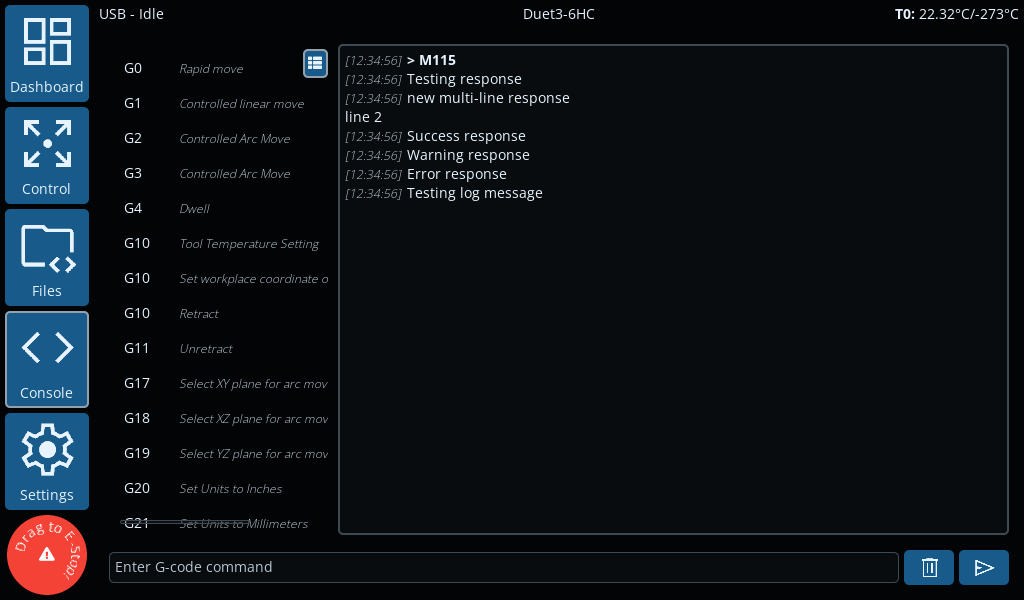 USB - Idle
Duet3-6HC
T0: 22.32°C/-273°C
Dashboard
Control
Files
Console
Settings
Drag to E-Stop!
G0 Rapid move
G1 Controlled linear move
G2 Controlled Arc Move
G3 Controlled Arc Move
G4 Dwell
G10 Tool Temperature Setting
G10 Set workplace coordinate o
G10 Retract
G11 Unretract
G17 Select XY plane for arc mov
G18 Select XZ plane for arc mov
G19 Select YZ plane for arc mov
G20 Set Units to Inches
G21 Set Units to Millimeters
[12:34:56] > M115
[12:34:56] Testing response
[12:34:56] new multi-line response
line 2
[12:34:56] Success response
[12:34:56] Warning response
[12:34:56] Error response
[12:34:56] Testing log message
Enter G-code command